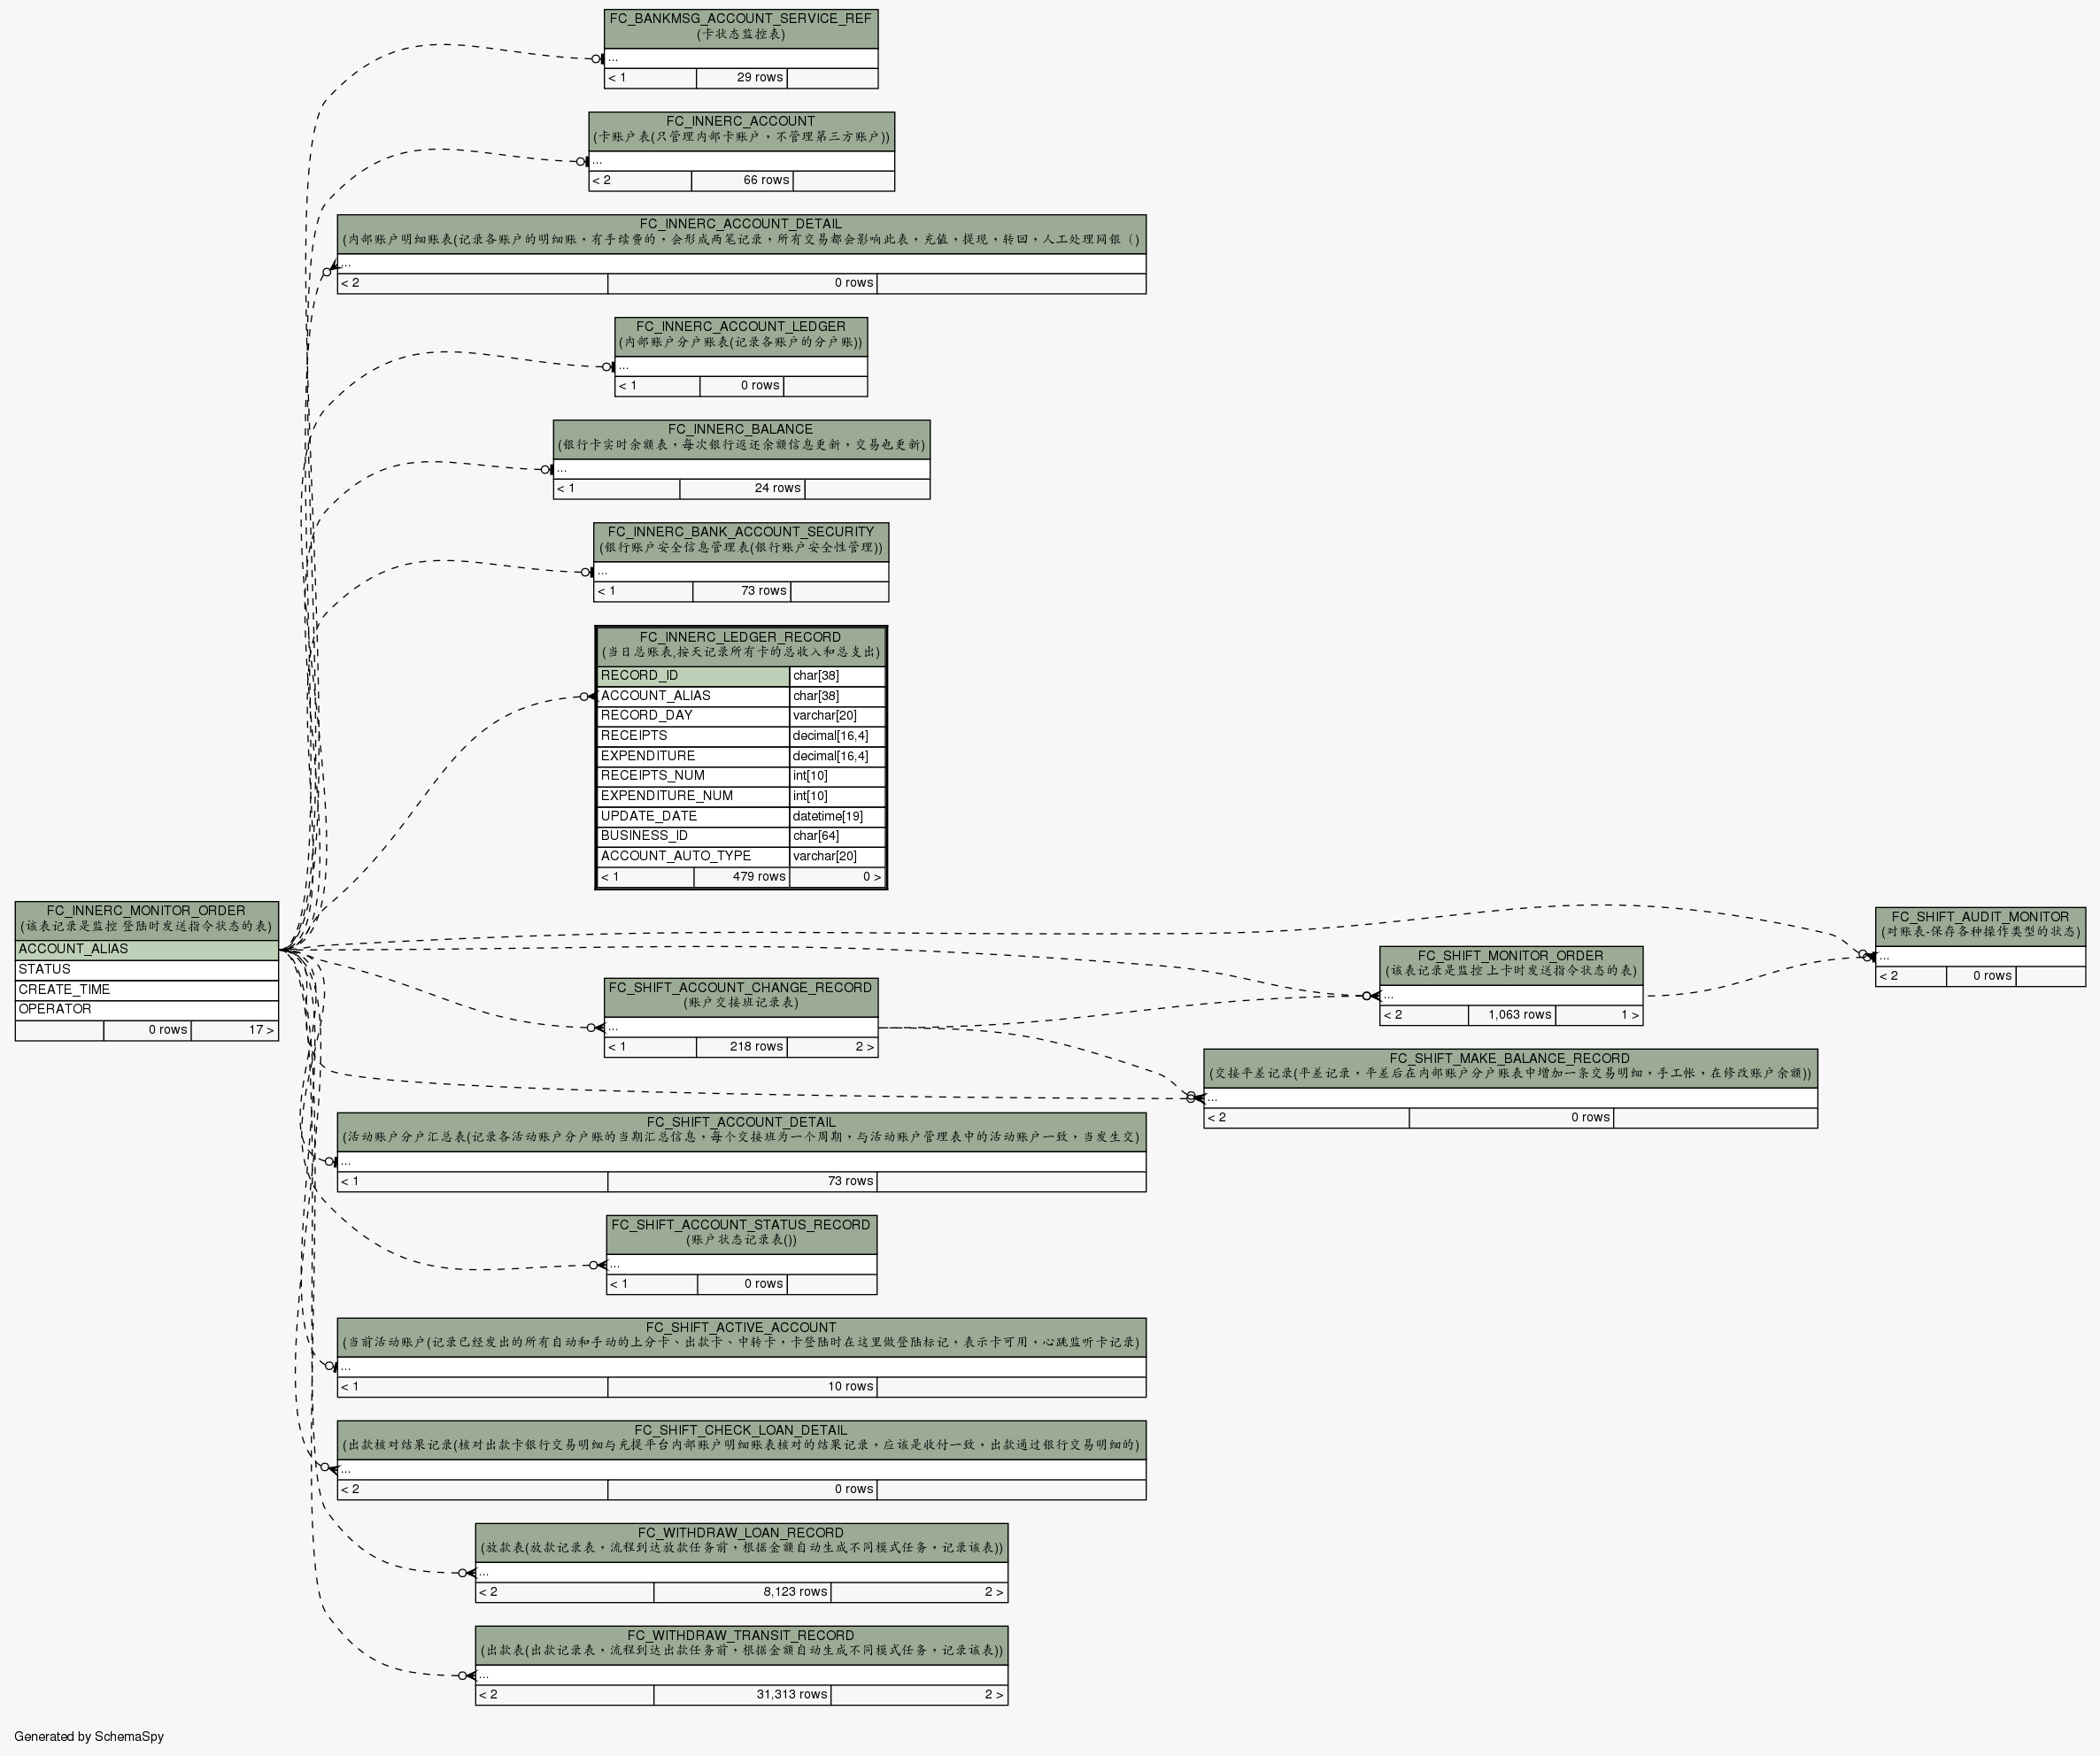 FC_BANKMSG_ACCOUNT_SERVICE_REF
(卡状态监控表)
...
< 1 29 rows
FC_INNERC_ACCOUNT
(卡账户表(只管理内部卡账户，不管理第三方账户))
...
< 2 66 rows
FC_INNERC_ACCOUNT_DETAIL
(内部账户明细账表(记录各账户的明细账，有手续费的，会形成两笔记录，所有交易都会影响此表，充值，提现，转回，人工处理网银（)
...
< 2 0 rows
FC_INNERC_ACCOUNT_LEDGER
(内部账户分户账表(记录各账户的分户账))
...
< 1 0 rows
FC_INNERC_BALANCE
(银行卡实时余额表，每次银行返还余额信息更新，交易也更新)
...
< 1 24 rows
FC_INNERC_BANK_ACCOUNT_SECURITY
(银行账户安全信息管理表(银行账户安全性管理))
...
< 1 73 rows
FC_INNERC_LEDGER_RECORD
(当日总账表,按天记录所有卡的总收入和总支出)
RECORD_ID char[38]
ACCOUNT_ALIAS char[38]
RECORD_DAY varchar[20]
RECEIPTS decimal[16,4]
EXPENDITURE decimal[16,4]
RECEIPTS_NUM int[10]
EXPENDITURE_NUM int[10]
UPDATE_DATE datetime[19]
BUSINESS_ID char[64]
ACCOUNT_AUTO_TYPE varchar[20]
< 1 479 rows 0 >
FC_INNERC_MONITOR_ORDER
(该表记录是监控 登陆时发送指令状态的表)
ACCOUNT_ALIAS
STATUS
CREATE_TIME
OPERATOR
0 rows 17 >
FC_SHIFT_AUDIT_MONITOR
(对账表-保存各种操作类型的状态)
...
< 2 0 rows
FC_SHIFT_MONITOR_ORDER
(该表记录是监控 上卡时发送指令状态的表)
...
< 2 1,063 rows 1 >
FC_SHIFT_ACCOUNT_CHANGE_RECORD
(账户交接班记录表)
...
< 1 218 rows 2 >
FC_SHIFT_MAKE_BALANCE_RECORD
(交接平差记录(平差记录，平差后在内部账户分户账表中增加一条交易明细，手工帐，在修改账户余额))
...
< 2 0 rows
FC_SHIFT_ACCOUNT_DETAIL
(活动账户分户汇总表(记录各活动账户分户账的当期汇总信息，每个交接班为一个周期，与活动账户管理表中的活动账户一致，当发生交)
...
< 1 73 rows
FC_SHIFT_ACCOUNT_STATUS_RECORD
(账户状态记录表())
...
< 1 0 rows
FC_SHIFT_ACTIVE_ACCOUNT
(当前活动账户(记录已经发出的所有自动和手动的上分卡、出款卡、中转卡，卡登陆时在这里做登陆标记，表示卡可用，心跳监听卡记录)
...
< 1 10 rows
FC_SHIFT_CHECK_LOAN_DETAIL
(出款核对结果记录(核对出款卡银行交易明细与充提平台内部账户明细账表核对的结果记录，应该是收付一致，出款通过银行交易明细的)
...
< 2 0 rows
FC_WITHDRAW_LOAN_RECORD
(放款表(放款记录表，流程到达放款任务前，根据金额自动生成不同模式任务，记录该表))
...
< 2 8,123 rows 2 >
FC_WITHDRAW_TRANSIT_RECORD
(出款表(出款记录表，流程到达出款任务前，根据金额自动生成不同模式任务，记录该表))
...
< 2 31,313 rows 2 >
Generated by SchemaSpy